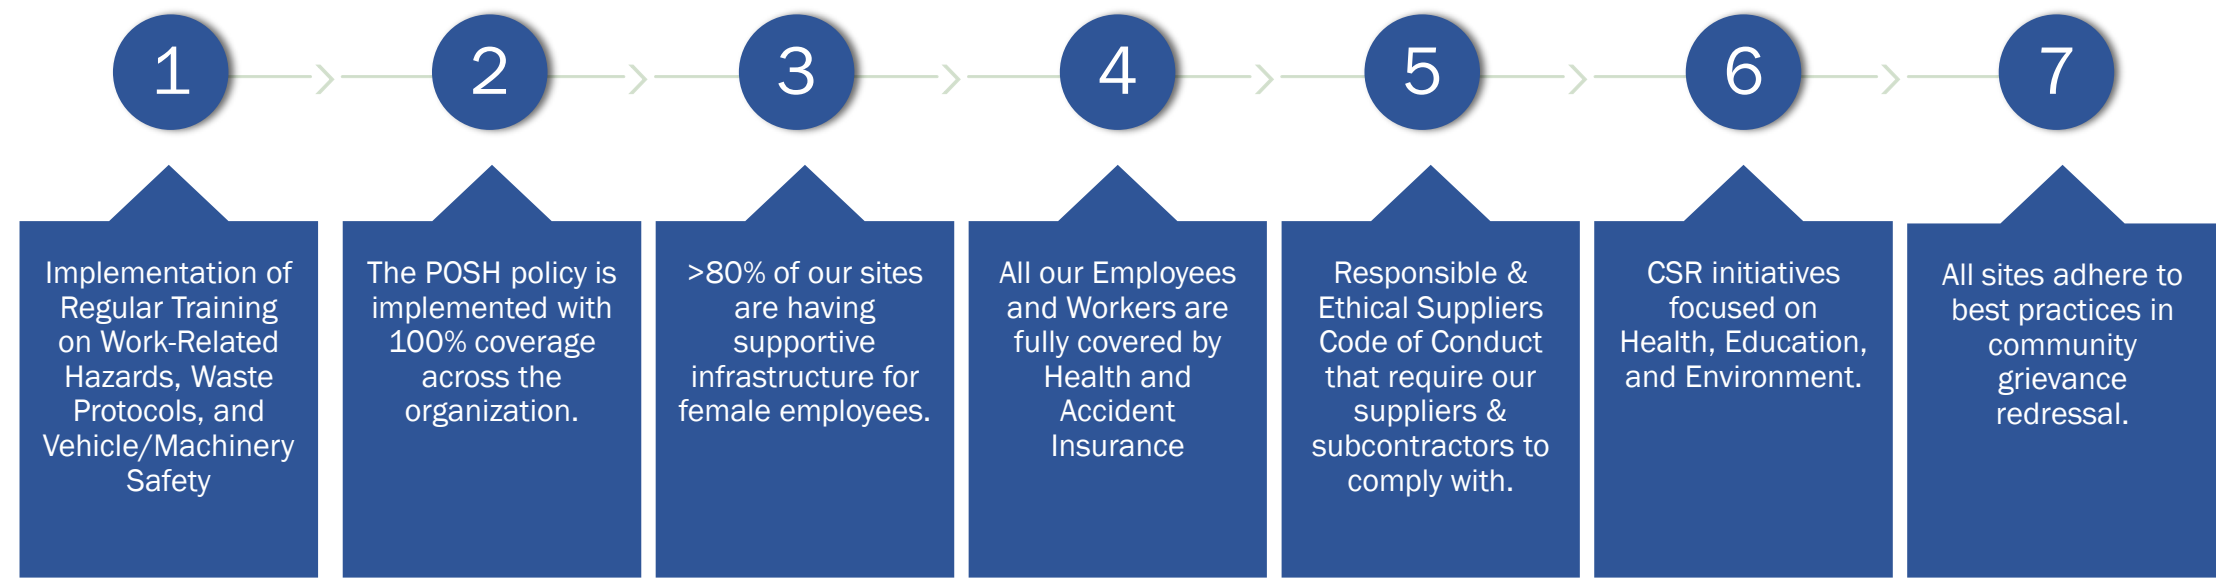 1
Implementation of
Regular Training
on Work-Related
Hazards, Waste
Protocols, and
Vehicle/Machinery
Safety
2
The POSH policy is
implemented with
100% coverage
across the
organization.
3
>80% of our sites
are having
supportive
infrastructure for
female employees.
4
All our Employees
and Workers are
fully covered by
Health and
Accident
Insurance
5
Responsible &
Ethical Suppliers
Code of Conduct
that require our
suppliers &
subcontractors to
comply with.
6
CSR initiatives
focused on
Health, Education,
and Environment.
7
All sites adhere to
best practices in
community
grievance
redressal.